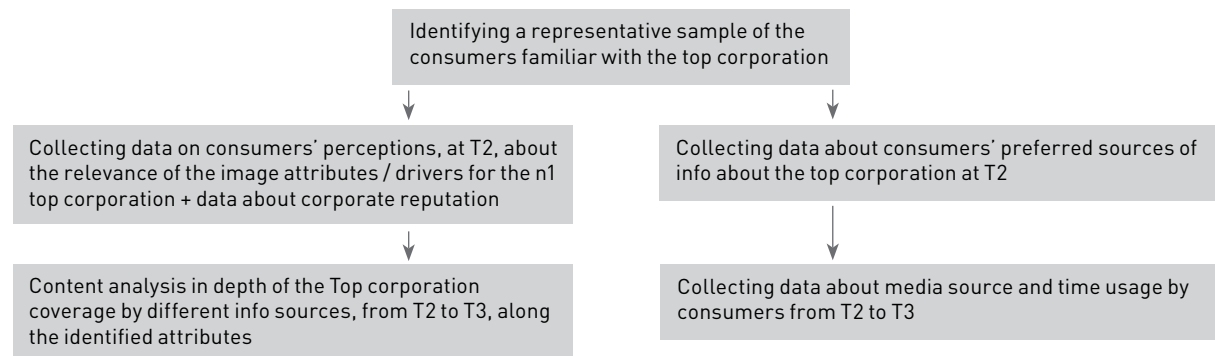 Identifying a representative sample of the
consumers familiar with the top corporation
Collecting data on consumers’ perceptions, at T2, about
the relevance of the image attributes / drivers for the n1
top corporation + data about corporate reputation
Collecting data about consumers’ preferred sources of
info about the top corporation at T2
Content analysis in depth of the Top corporation
coverage by different info sources, from T2 to T3, along
the identified attributes
Collecting data about media source and time usage by
consumers from T2 to T3